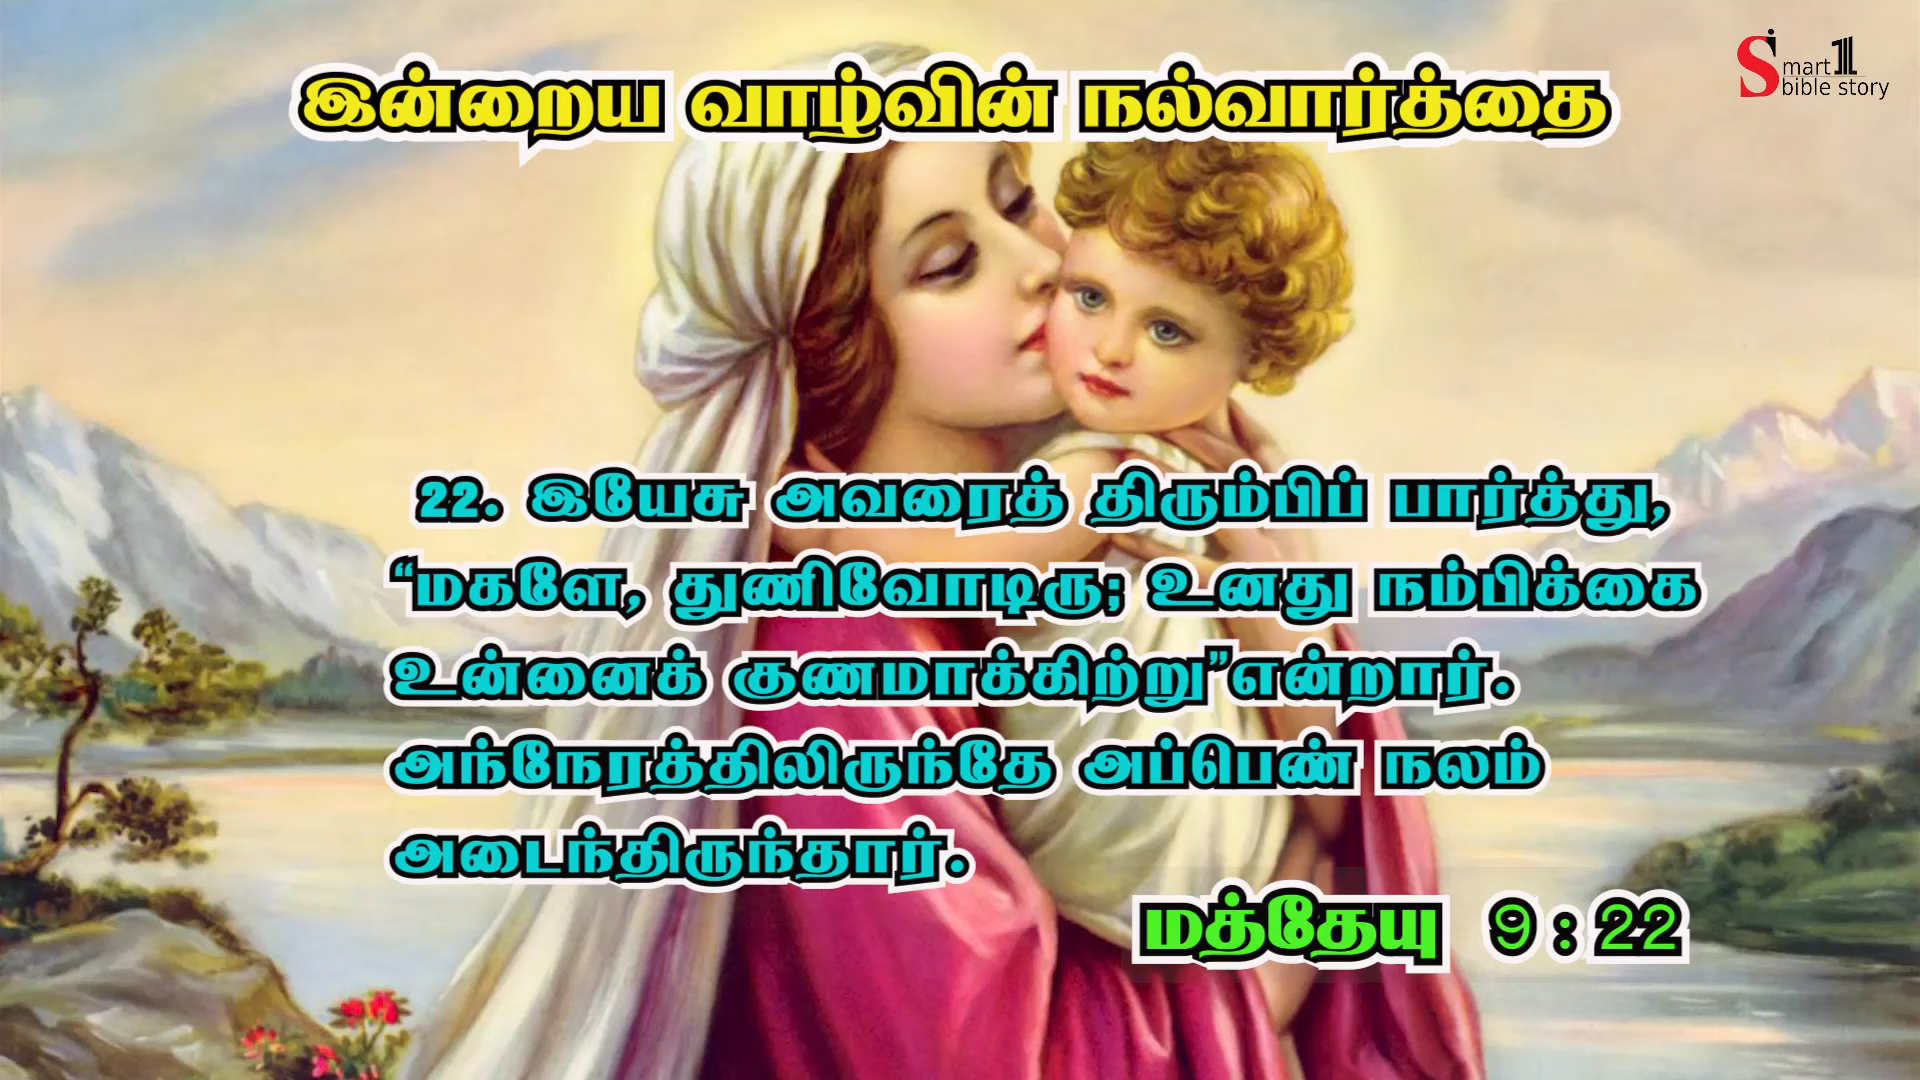 இன்றைய வாழ்வின் நல்வார்த்தை
Smart 1
bible story
22. இயேசு அவரைத் திரும்பிப் பார்த்து,
“மகளே, துணிவோடிரு; உனது நம்பிக்கை
உன்னைக் குணமாக்கிற்று”என்றார்.
அந்நேரத்திலிருந்தே அப்பெண் நலம்
அடைந்திருந்தார்.
மத்தேயு 9:22